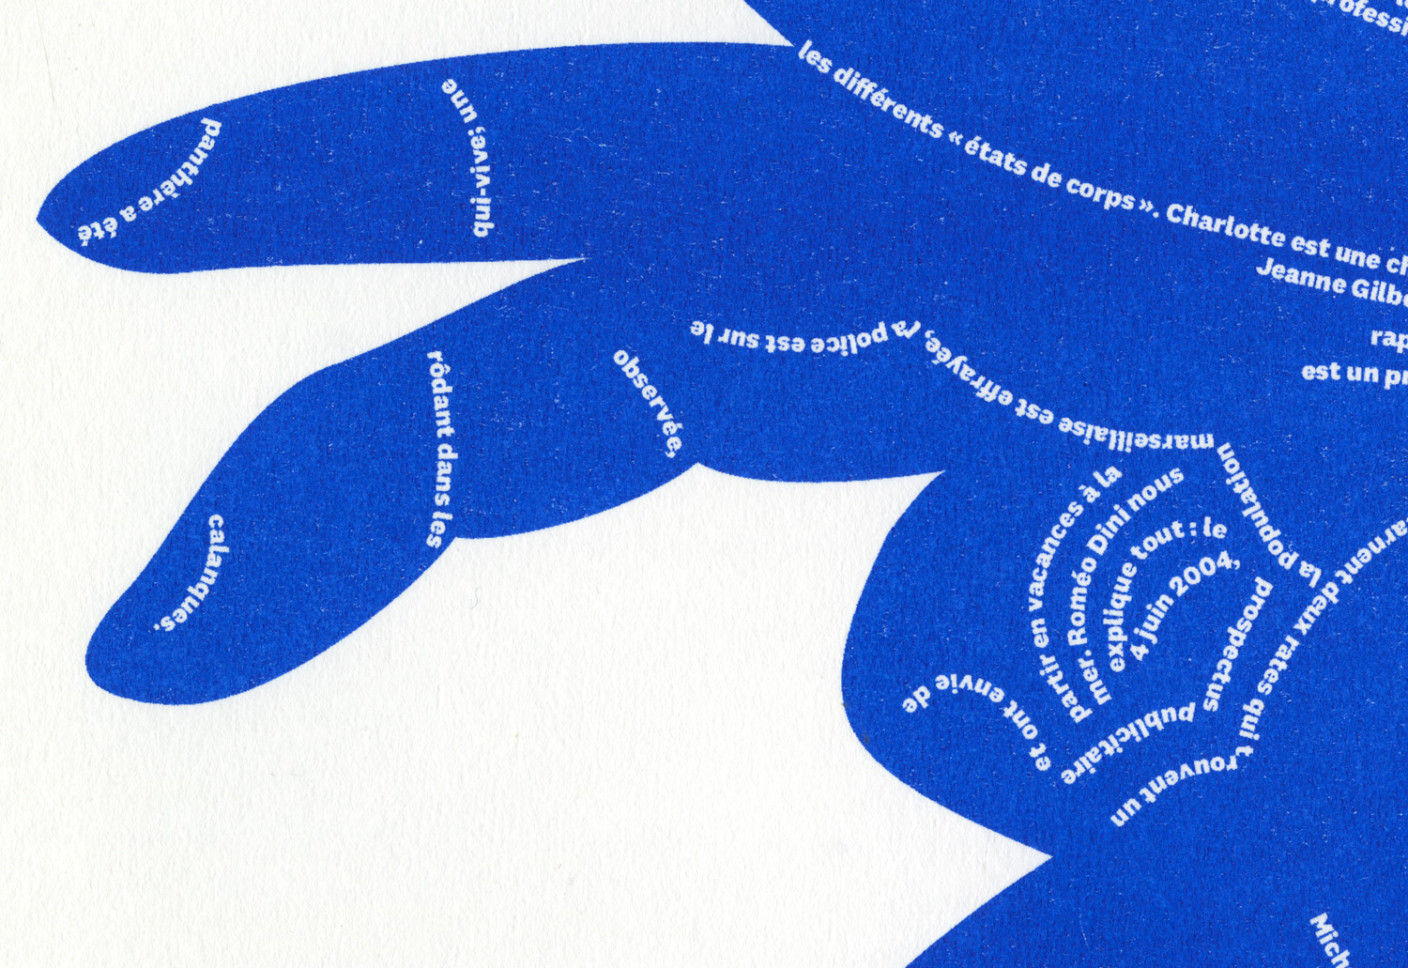 rofessi
les différents « états de corps ». Charlotte est une ch
Jeanne Gilbe
rap
est un pr
arnent deux rates qui trouvent un
prospectus
publicitaire
et ont envie de
partir en vacances à la
mer. Roméo Dini nous
explique tout : le
4 juin 2004,
la population
marseillaise est effrayée,
la police est sur le
qui-vive; une
panthère a été
observée,
rôdant dans les
calanques.
Mich